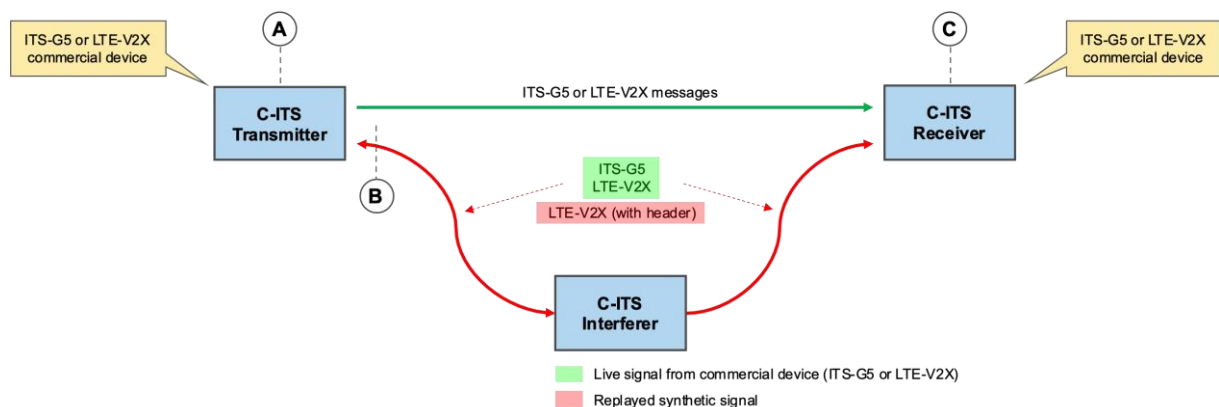 ITS-G5 or LTE-V2X
commercial device
A
C
ITS-G5 or LTE-V2X
commercial device
C-ITS
Transmitter
ITS-G5 or LTE-V2X messages
C-ITS
Receiver
B
ITS-G5
LTE-V2X
LTE-V2X (with header)
C-ITS
Interferer
Live signal from commercial device (ITS-G5 or LTE-V2X)
Replayed synthetic signal